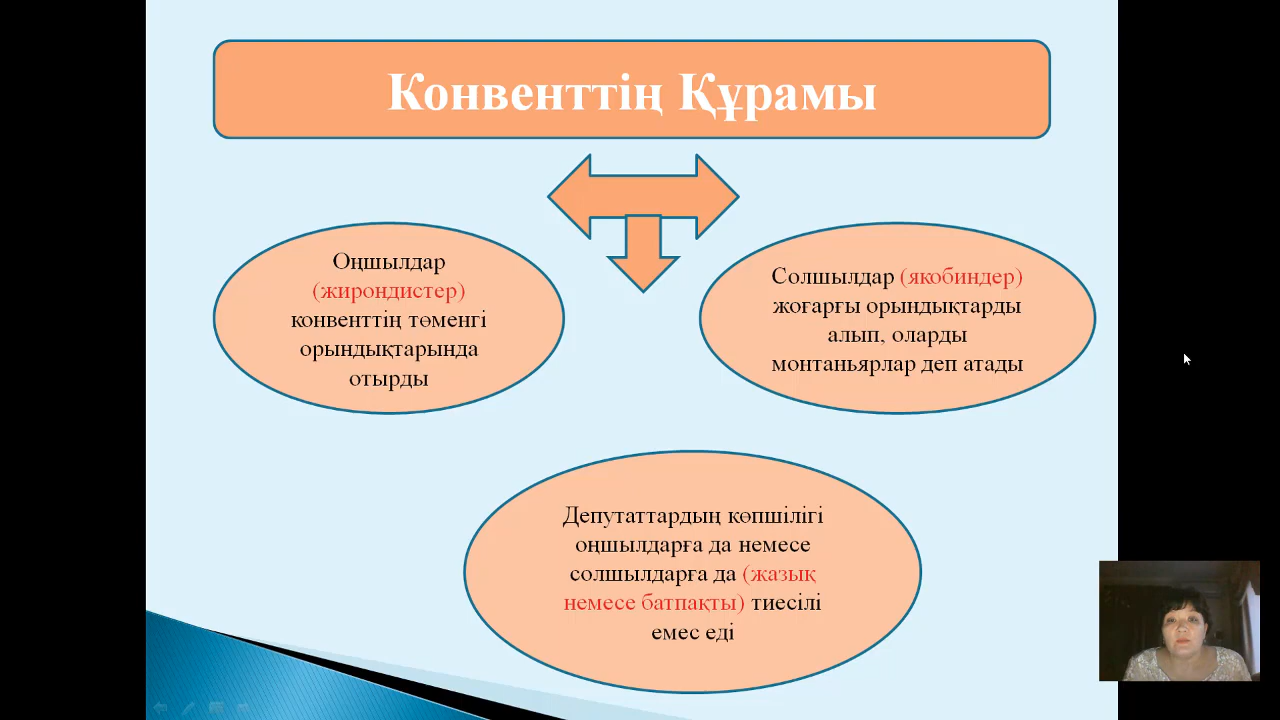 Конвенттің Құрамы
Оңшылдар
(жирондистер)
конвенттің төменгі
орындықтарында
отырды
Солшылдар (якобиндер)
жоғарғы орындықтарды
алып, оларды
монтаньярлар деп атады
Депутаттардың көпшілігі
оңшылдарға да немесе
солшылдарға да (жазық
немесе батпақты) тиесілі
емес еді